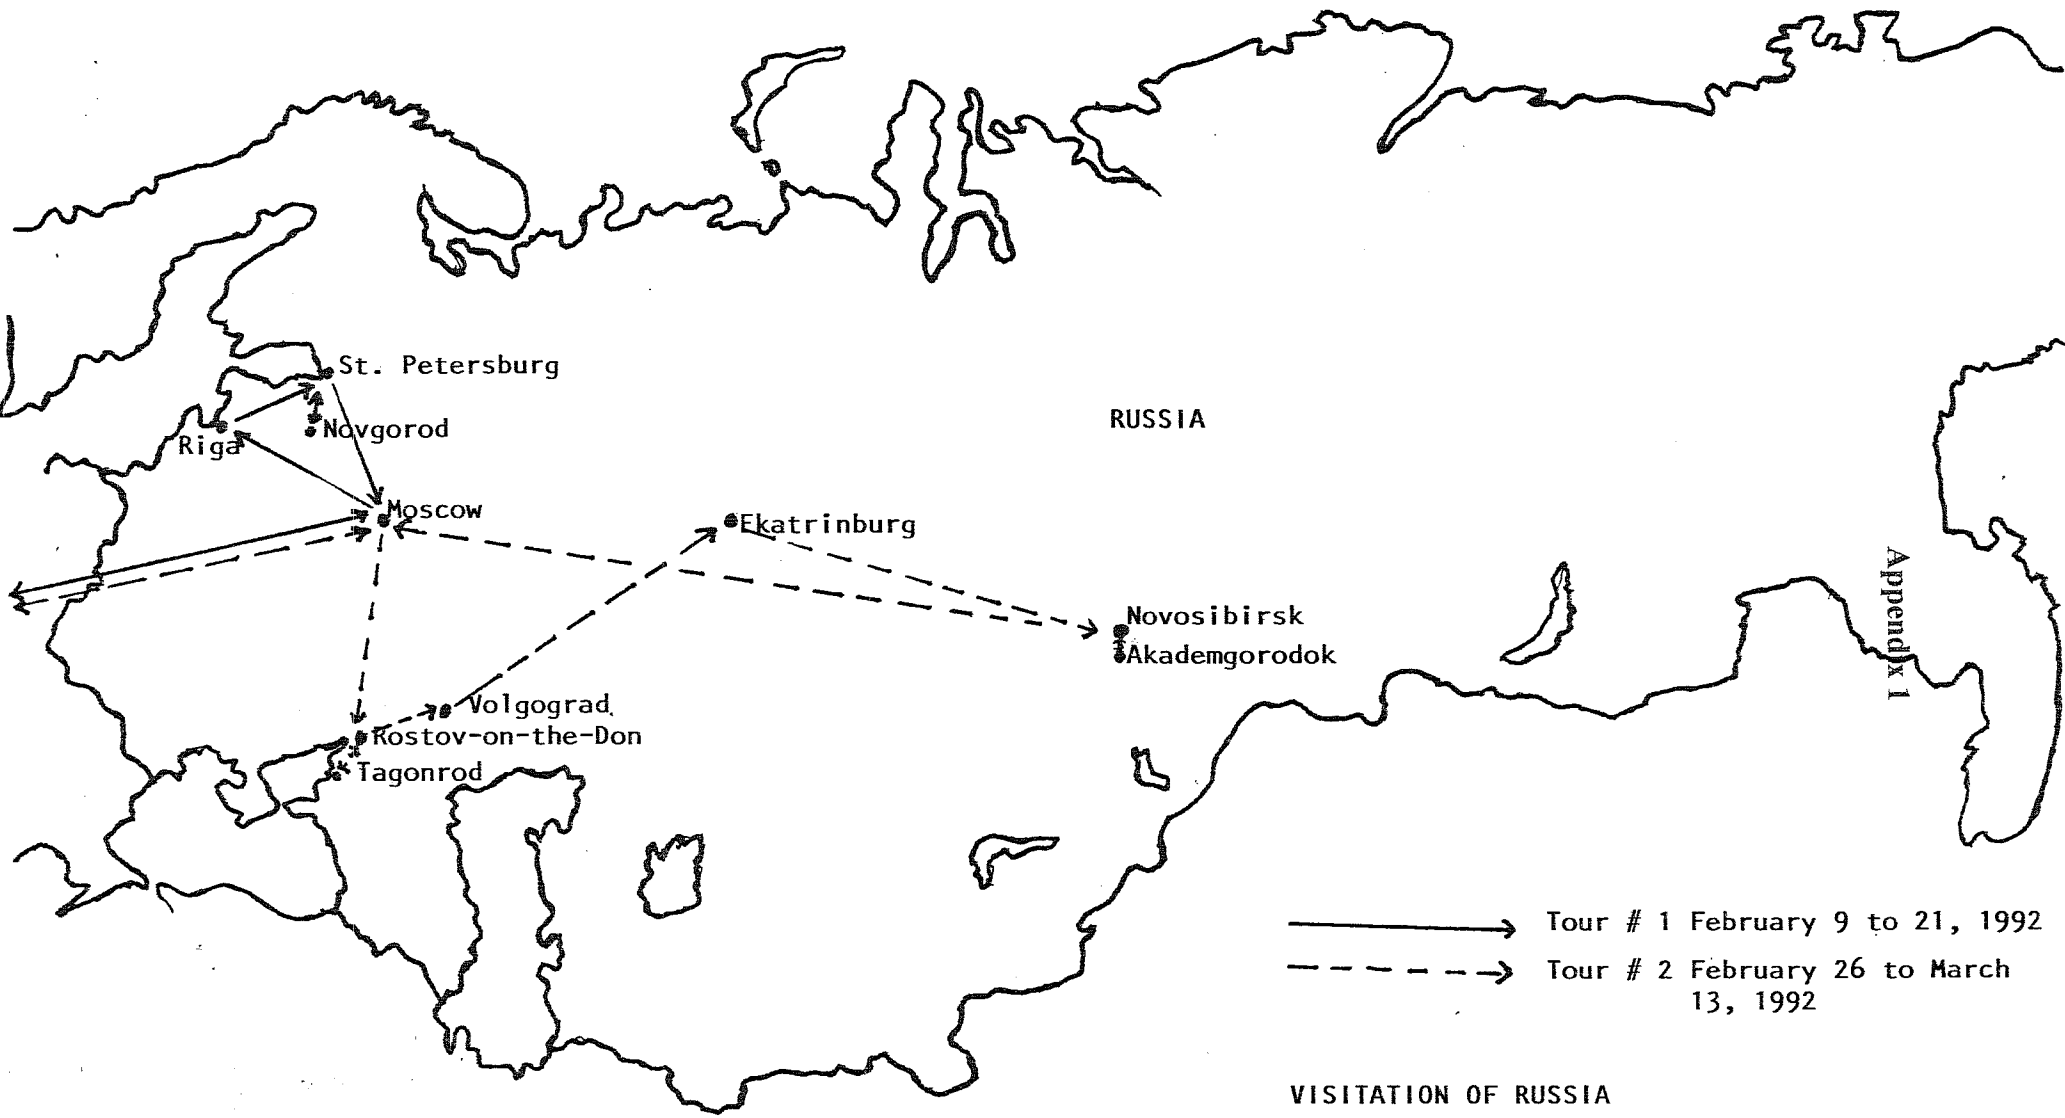 St. Petersburg
Novgorod
Riga
RUSSIA
Moscow
Ekatrinburg
Appendix 1
Novosibirsk
Akademgorodok
Volgograd
Rostov-on-the-Don
Tagonrod
Tour # 1 February 9 to 21, 1992
Tour # 2 February 26 to March
13, 1992
VISITATION OF RUSSIA